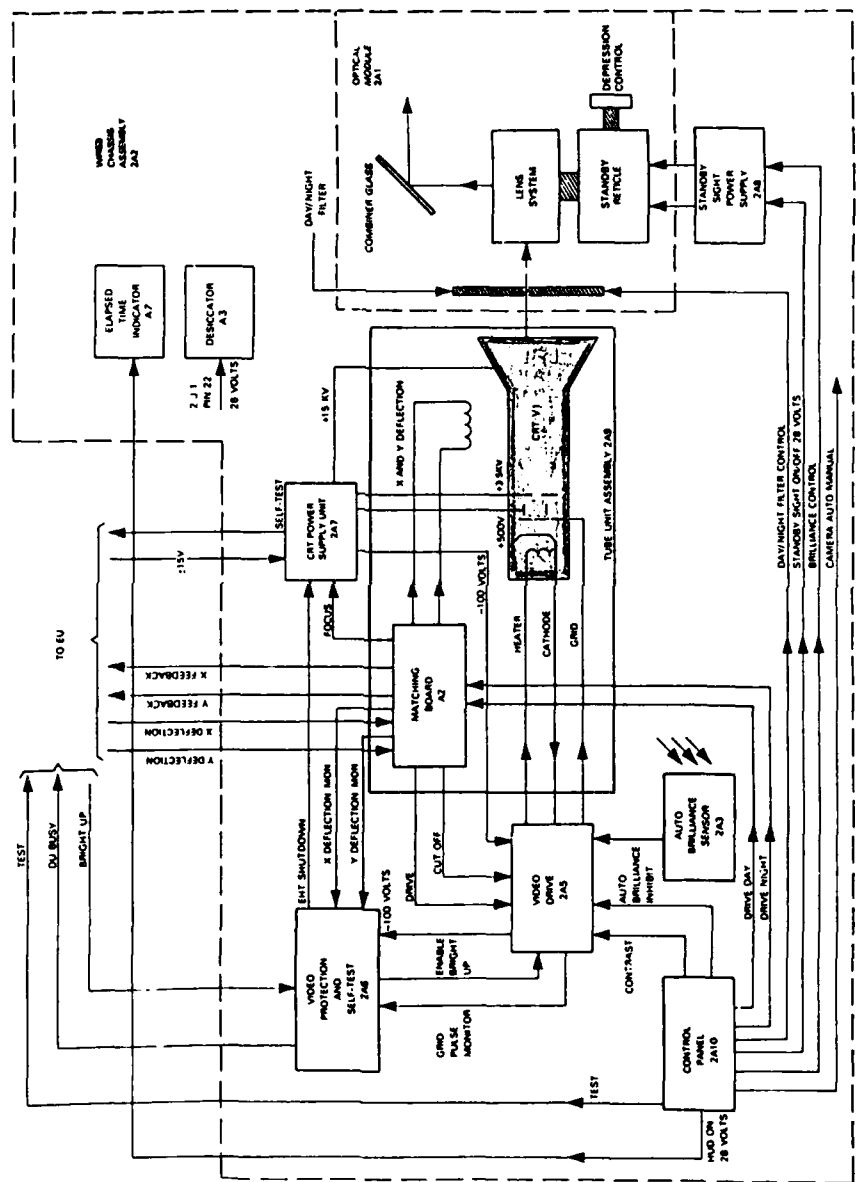 WIRED
CHASSIS
ASSEMBLY
2A2
ELAPSED
TIME
INDICATOR
A7
DESICCATOR
A3
2 J 1
PIN 22
28 VOLTS
DAY/NIGHT
FILTER
OPTICAL
MODULE
2A1
COMBINER GLASS
LENS
SYSTEM
STANDBY
RETICLE
DEPRESSION
CONTROL
STANDBY
SIGHT
POWER
SUPPLY
2A8
TO EU
TEST
DU BUSY
BRIGHT UP
Y DEFLECTION
X DEFLECTION
Y FEEDBACK
X FEEDBACK
±15V
SELF-TEST
CRT POWER
SUPPLY UNIT
2A7
+15 KV
EHT SHUTDOWN
X DEFLECTION MON
Y DEFLECTION MON
FOCUS
-100 VOLTS
X AND Y DEFLECTION
+500V
+3.5KV
CRT V1
TUBE UNIT ASSEMBLY 2A9
MATCHING
BOARD
A2
HEATER
CATHODE
GRID
VIDEO
PROTECTION
AND
SELF-TEST
2A6
-100 VOLTS
DRIVE
CUT OFF
ENABLE
BRIGHT
UP
GRID
PULSE
MONITOR
VIDEO
DRIVE
2A5
AUTO
BRILLIANCE
SENSOR
2A3
AUTO
BRILLIANCE
INHIBIT
CONTRAST
DRIVE DAY
DRIVE NIGHT
CONTROL
PANEL
2A10
TEST
HUD ON
28 VOLTS
DAY/NIGHT FILTER CONTROL
STANDBY SIGHT ON/OFF 28 VOLTS
BRILLIANCE CONTROL
CAMERA AUTO MANUAL